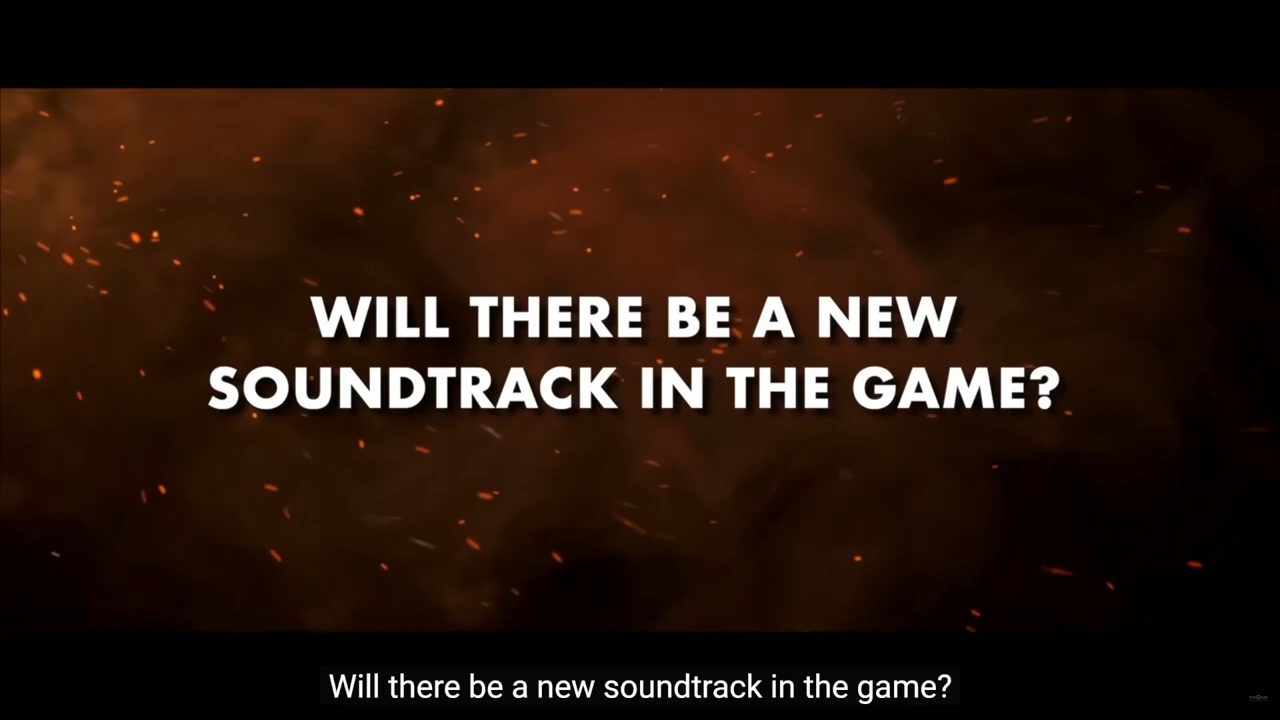 WILL THERE BE A NEW
SOUNDTRACK IN THE GAME?
Will there be a new soundtrack in the game?